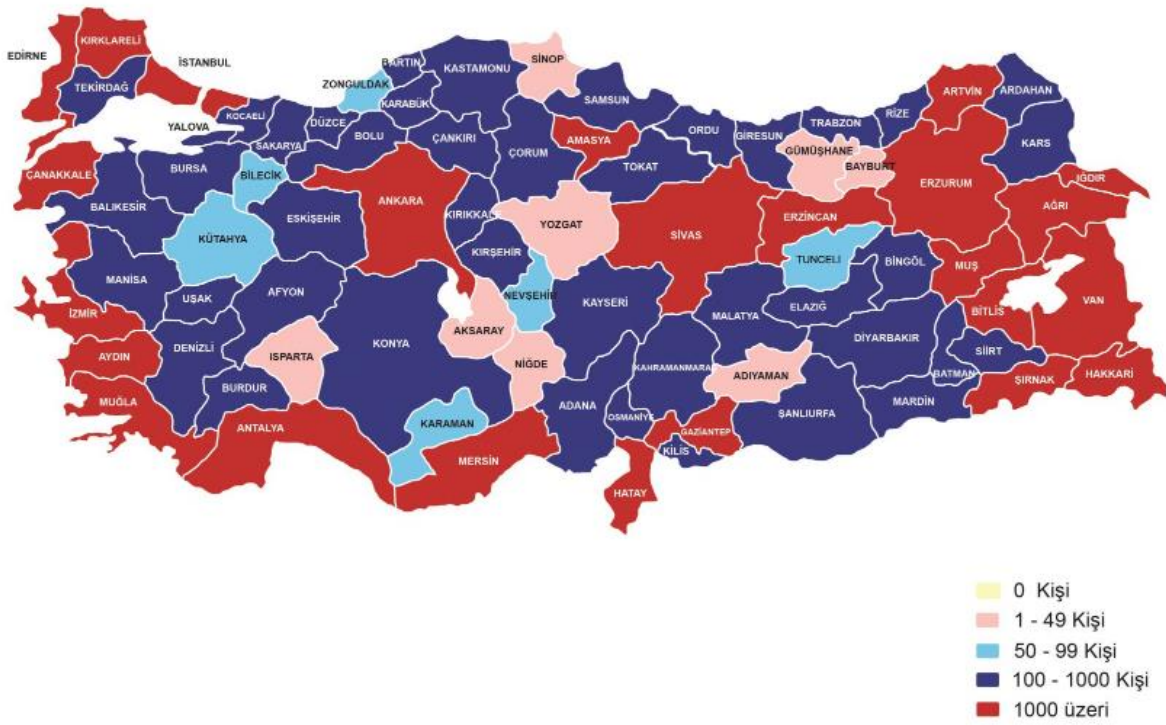 KIRKLARELİ
EDİRNE
İSTANBUL
TEKİRDAĞ
KOCAELİ
YALOVA
SAKARYA
DÜZCE
ZONGULDAK
BARTIN
KASTAMONU
SİNOP
KARABÜK
BOLU
ÇANKIRI
ÇORUM
SAMSUN
AMASYA
TOKAT
ORDU
GİRESUN
TRABZON
RİZE
ARTVİN
ARDAHAN
GÜMÜŞHANE
BAYBURT
KARS
ÇANAKKALE
BURSA
BİLECİK
BALIKESİR
ESKİŞEHİR
ANKARA
KIRIKKALE
YOZGAT
SİVAS
ERZİNCAN
ERZURUM
IĞDIR
AĞRI
KÜTAHYA
KIRŞEHİR
TUNCELİ
BİNGÖL
MUŞ
MANİSA
UŞAK
AFYON
NEVŞEHİR
KAYSERİ
MALATYA
ELAZIĞ
BİTLİS
VAN
İZMİR
AKSARAY
AYDIN
DENİZLİ
ISPARTA
KONYA
NİĞDE
DİYARBAKIR
SİİRT
BATMAN
KAHRAMANMARAŞ
ADIYAMAN
ŞIRNAK
HAKKARİ
MUĞLA
BURDUR
ANTALYA
KARAMAN
ADANA
OSMANİYE
GAZİANTEP
ŞANLIURFA
MARDİN
MERSİN
KİLİS
HATAY
0 Kişi
1 - 49 Kişi
50 - 99 Kişi
100 - 1000 Kişi
1000 üzeri